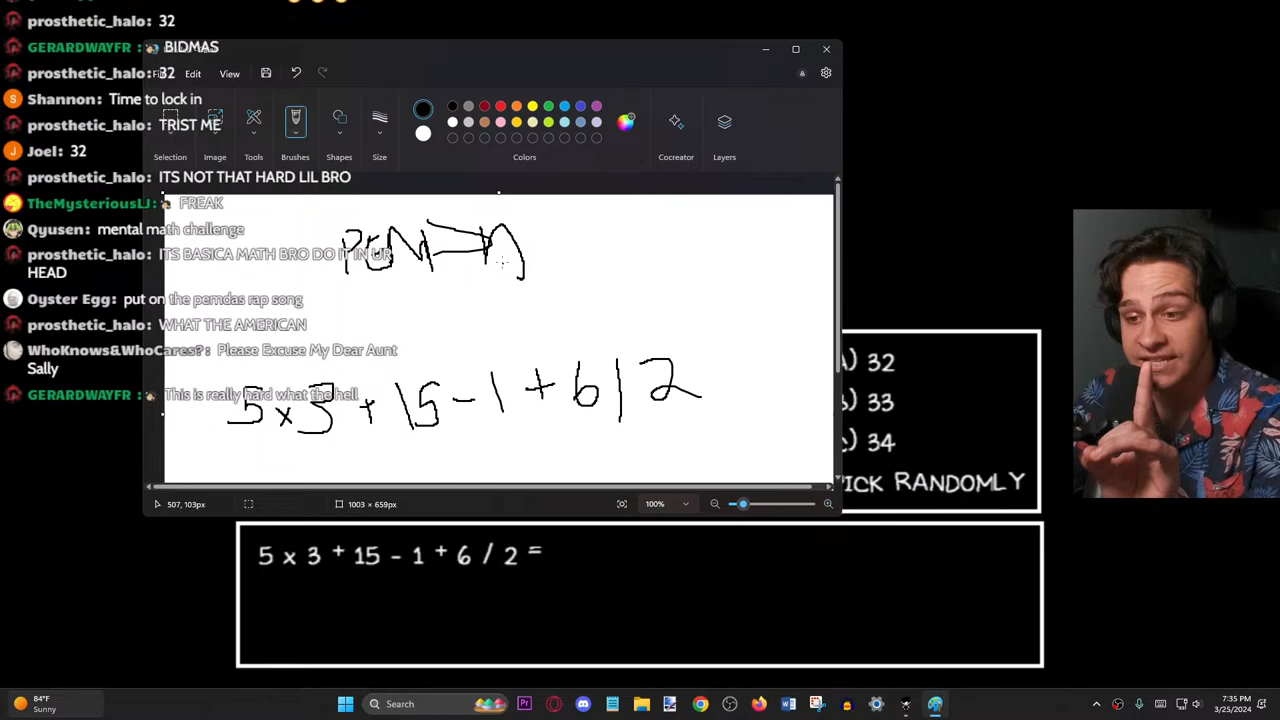 prosthetic_halo: 32
GERARDWAYFR: BIDMAS
prosthetic_halo: 32
Shannon: Time to lock in
prosthetic_halo: TRIST ME
Joel: 32
prosthetic_halo: ITS NOT THAT HARD LIL BRO
TheMysteriousLJ: FREAK
Qyusen: mental math challenge
prosthetic_halo: ITS BASICA MATH BRO DO IT IN UR
HEAD
Oyster Egg: put on the pemdas rap song
prosthetic_halo: WHAT THE AMERICAN
WhoKnows&WhoCares?: Please Excuse My Dear Aunt
Sally
GERARDWAYFR: This is really hard what the hell
Edit View
Selection Image Tools Brushes Shapes Size Colors Cocreator Layers
5 x 3 + 15 - 1 + 6 / 2
507, 103px 1003 × 659px 100%
32
33
34
ICK RANDOMLY
5 x 3 + 15 - 1 + 6 / 2 =
84°F
Sunny
Search
7:35 PM
3/25/2024